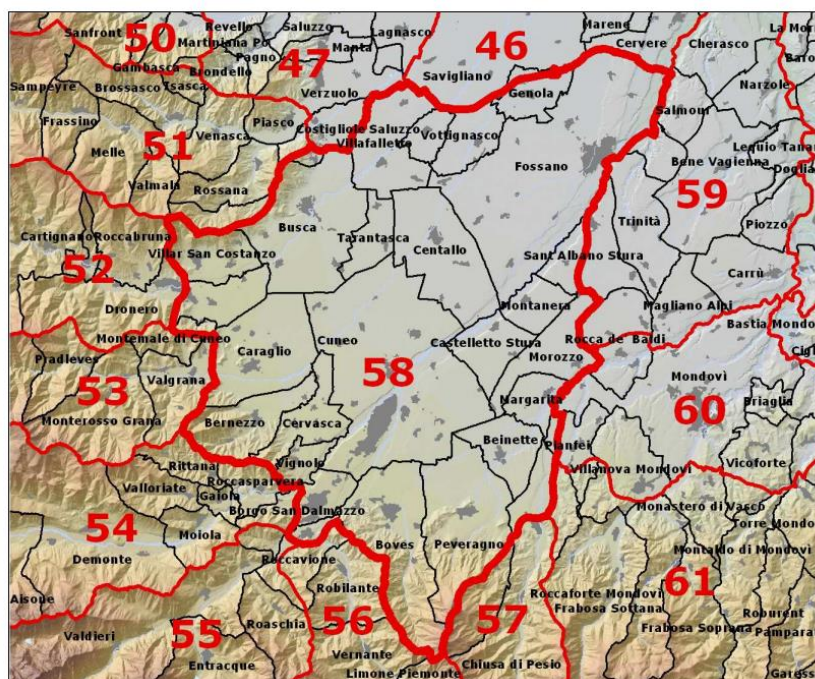 Sanfront
50
Revello
Saluzzo
Lagnasco
46
Marene
Cervere
Cherasco
La Morr
Martiniana Po
Pagno
47
Manta
Gambasca
Brondello
Savigliano
Barol
Sampeyre
Brossasco
Isasca
Verzuolo
Genola
Narzole
Frassino
51
Venasca
Piasco
Costigliole Saluzzo
Villafalletto
Vottignasco
Salmour
Melle
Fossano
Bene Vagienna
Lequio Tanar
Doglia
Valmala
Rossana
59
Busca
Trinità
Piozzo
Cartignano
Roccabruna
Tarantasca
Centallo
52
Villar San Costanzo
Sant Albano Stura
Carrù
Dronero
Montanera
Magliano Alpi
Montemale di Cuneo
Cuneo
Castelletto Stura
Rocca de' Baldi
Bastia Mondo
Pradleves
Caraglio
Morozzo
Cigl
53
Valgrana
58
Mondovì
Monterosso Grana
Margarita
60
Briaglia
Bernezzo
Cervasca
Beinette
Pianfei
Rittana
Vignolo
Villanova Mondovì
Vicoforte
Valloriate
Roccasparvera
Gaiola
Monastero di Vasco
54
Borgo San Dalmazzo
Torre Mondo
Moiola
Boves
Peveragno
Montaldo di Mondovì
Demonte
Roccavione
61
Aisone
Robilante
Roccaforte Mondovì
56
57
Frabosa Sottana
Roburent
Valdieri
55
Roaschia
Frabosa Soprana
Pamparat
Entracque
Vernante
Chiusa di Pesio
Limone Piemonte
Garess